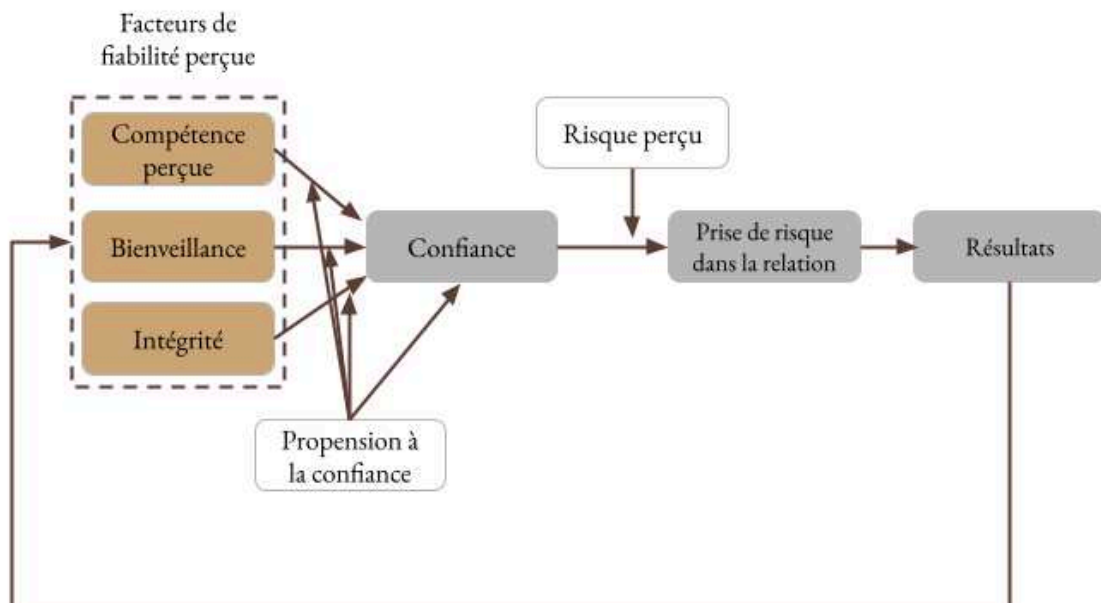 Facteurs de
fiabilité perçue
Compétence
perçue
Bienveillance
Intégrité
Propension à
la confiance
Confiance
Risque perçu
Prise de risque
dans la relation
Résultats